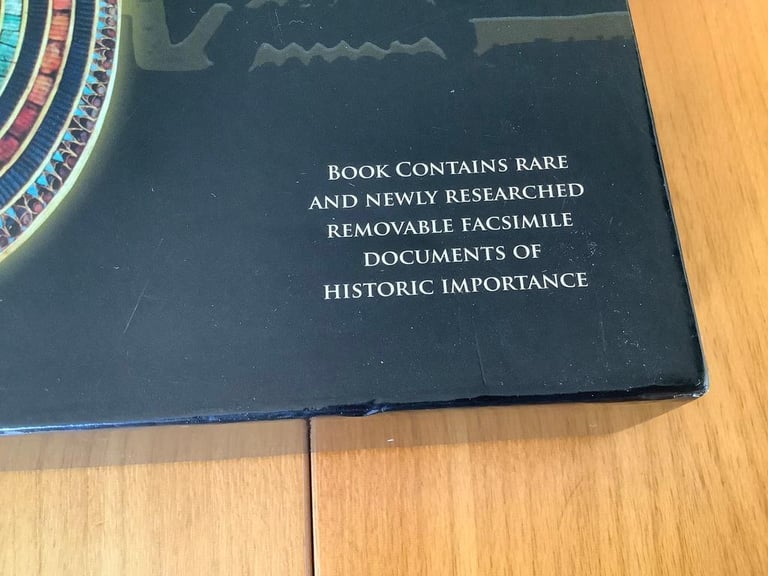 BOOK CONTAINS RARE
AND NEWLY RESEARCHED
REMOVABLE FACSIMILE
DOCUMENTS OF
HISTORIC IMPORTANCE